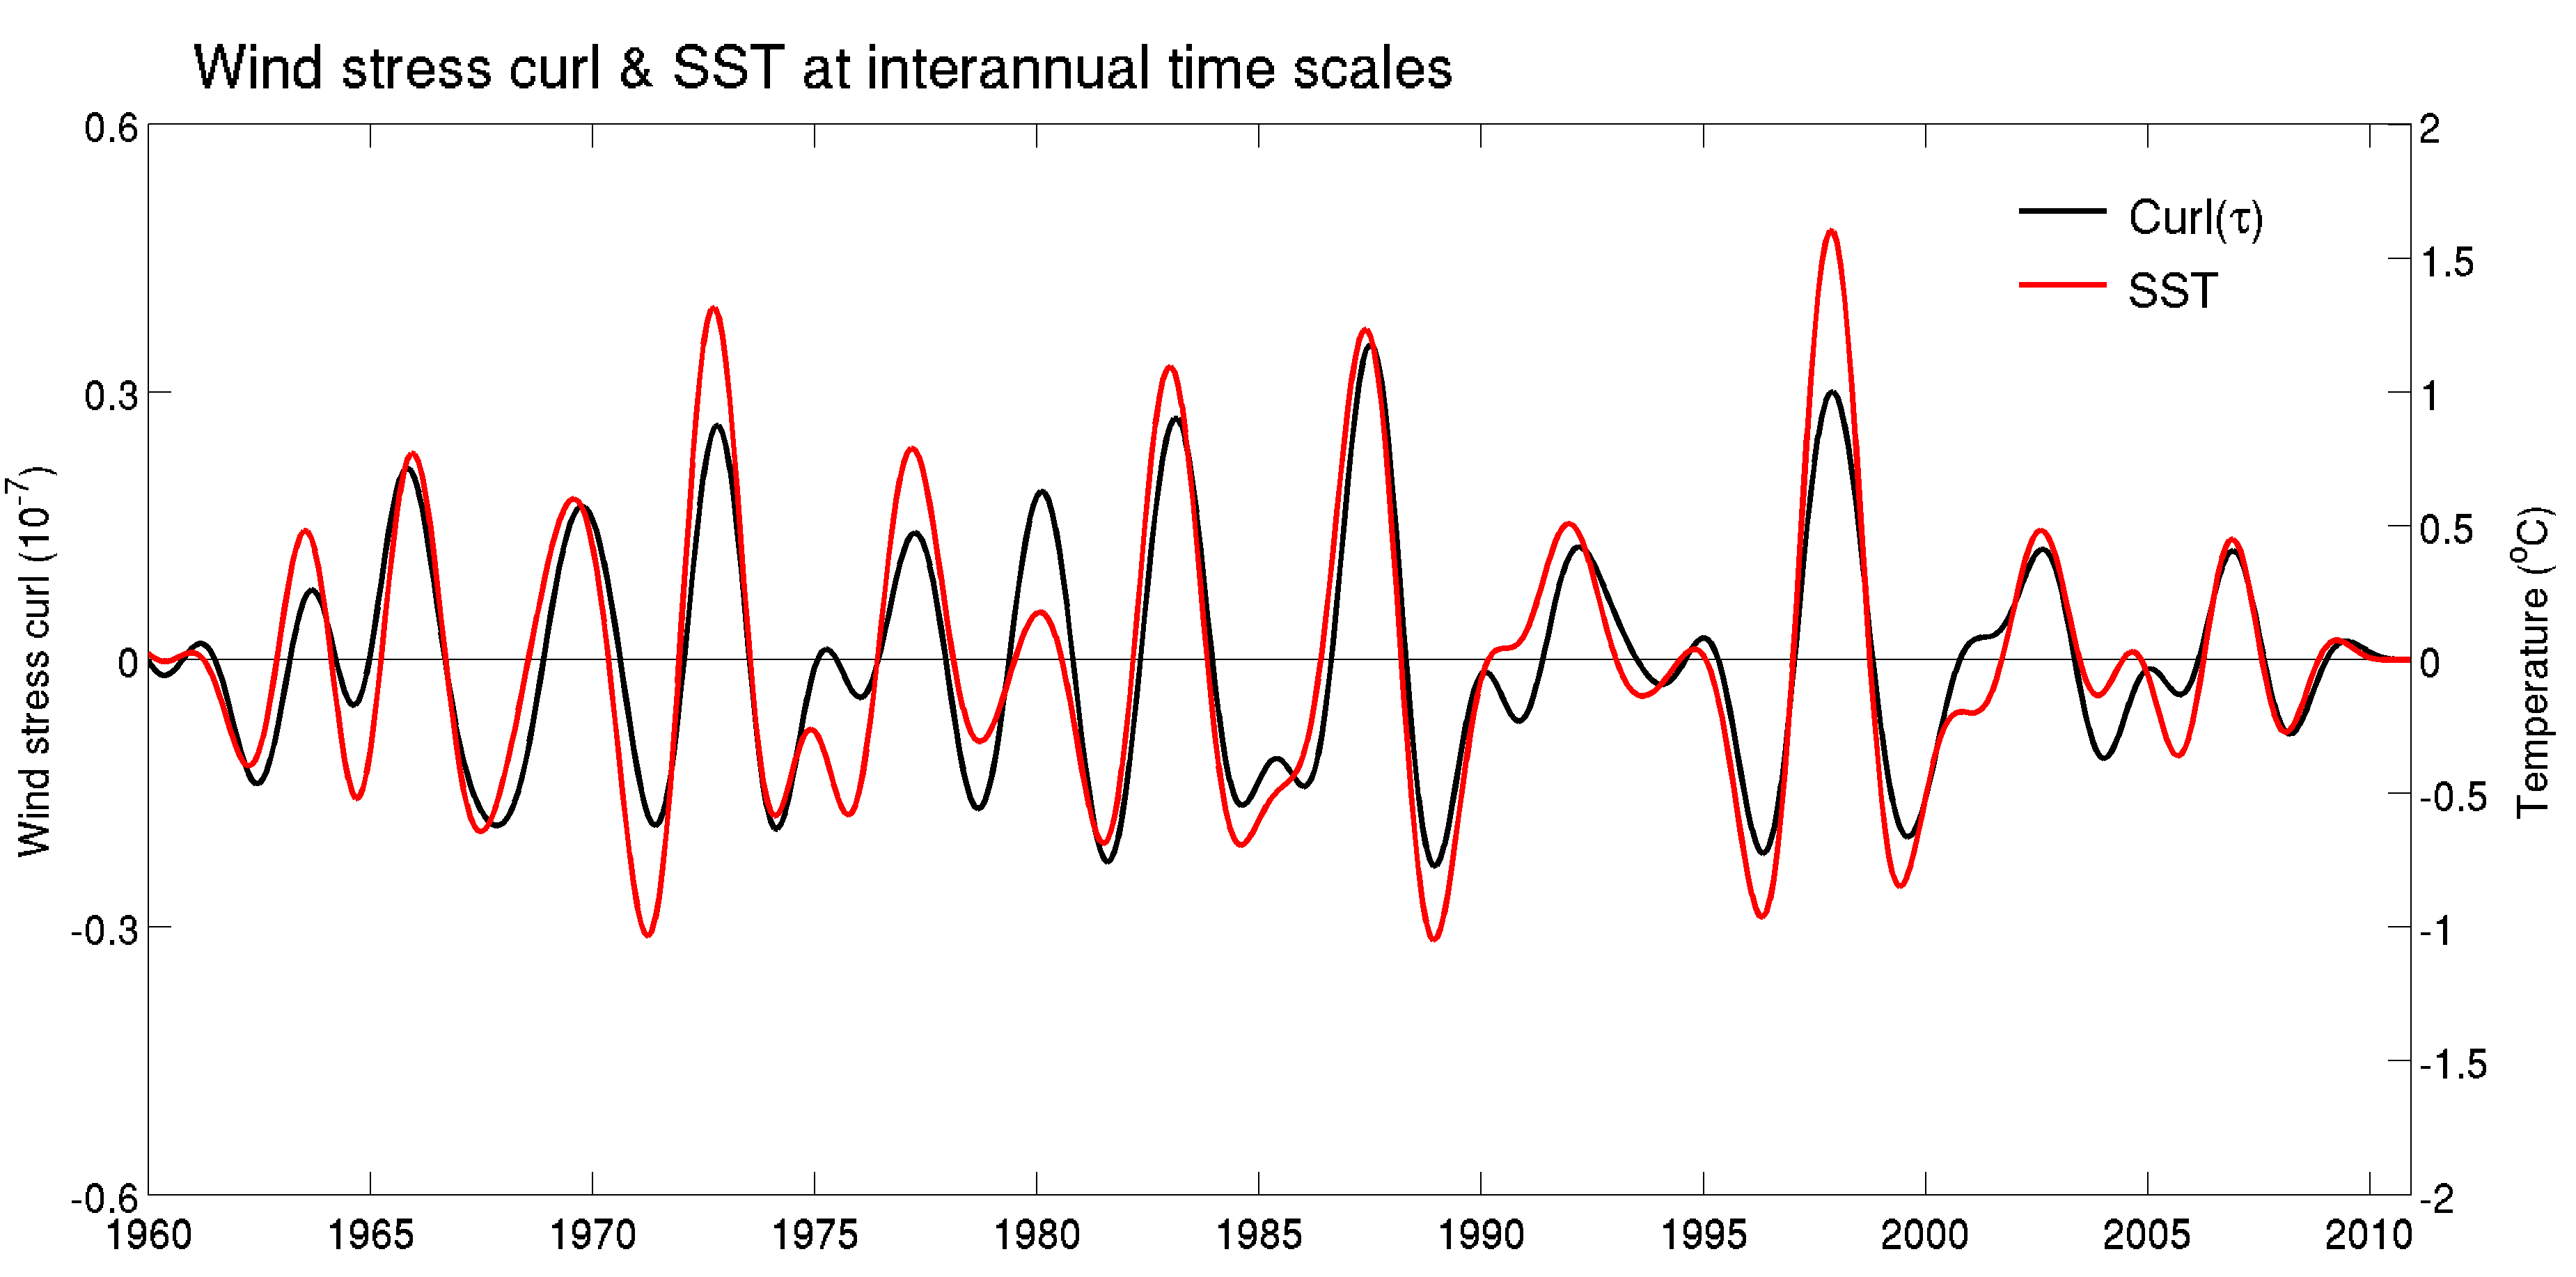 Wind stress curl & SST at interannual time scales
0.6
0.3
0
-0.3
-0.6
Wind stress curl (10⁻⁷)
2
1.5
1
0.5
0
-0.5
-1
-1.5
-2
Temperature (°C)
Curl(τ)
SST
1960 1965 1970 1975 1980 1985 1990 1995 2000 2005 2010